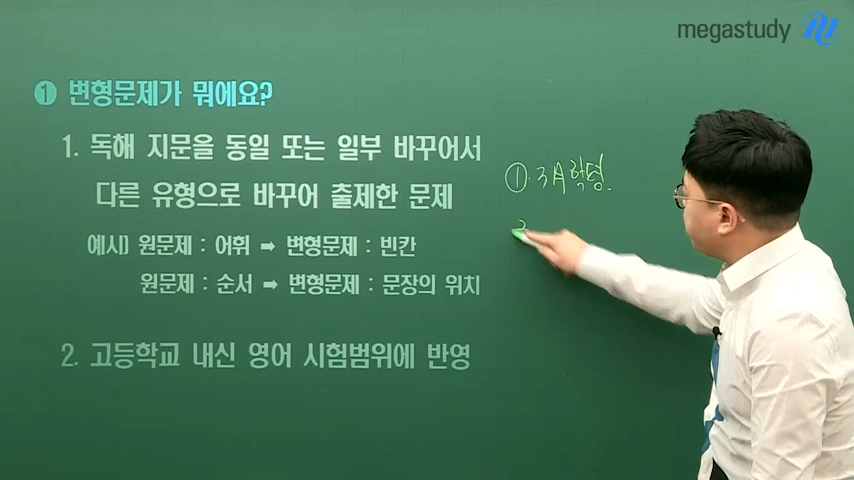 megastudy
❶ 변형문제가 뭐에요?
1. 독해 지문을 동일 또는 일부 바꾸어서
다른 유형으로 바꾸어 출제한 문제
예시) 원문제 : 어휘 ➡ 변형문제 : 빈칸
원문제 : 순서 ➡ 변형문제 : 문장의 위치
2. 고등학교 내신 영어 시험범위에 반영
①. 3月 학평.